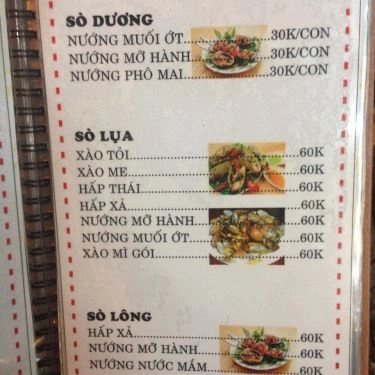 SÒ DƯƠNG
NƯỚNG MUỐI ỚT.....................30K/CON
NƯỚNG MỠ HÀNH.....................30K/CON
NƯỚNG PHÔ MAI.....................30K/CON
SÒ LỤA
XÀO TỎI..............................60K
XÀO ME...............................60K
HẤP THÁI.............................60K
HẤP XẢ...............................60K
NƯỚNG MỠ HÀNH........................60K
NƯỚNG MUỐI ỚT........................60K
XÀO MÌ GÓI...........................60K
SÒ LÔNG
HẤP XẢ...............................60K
NƯỚNG MỠ HÀNH........................60K
NƯỚNG NƯỚC MẮM.......................60K